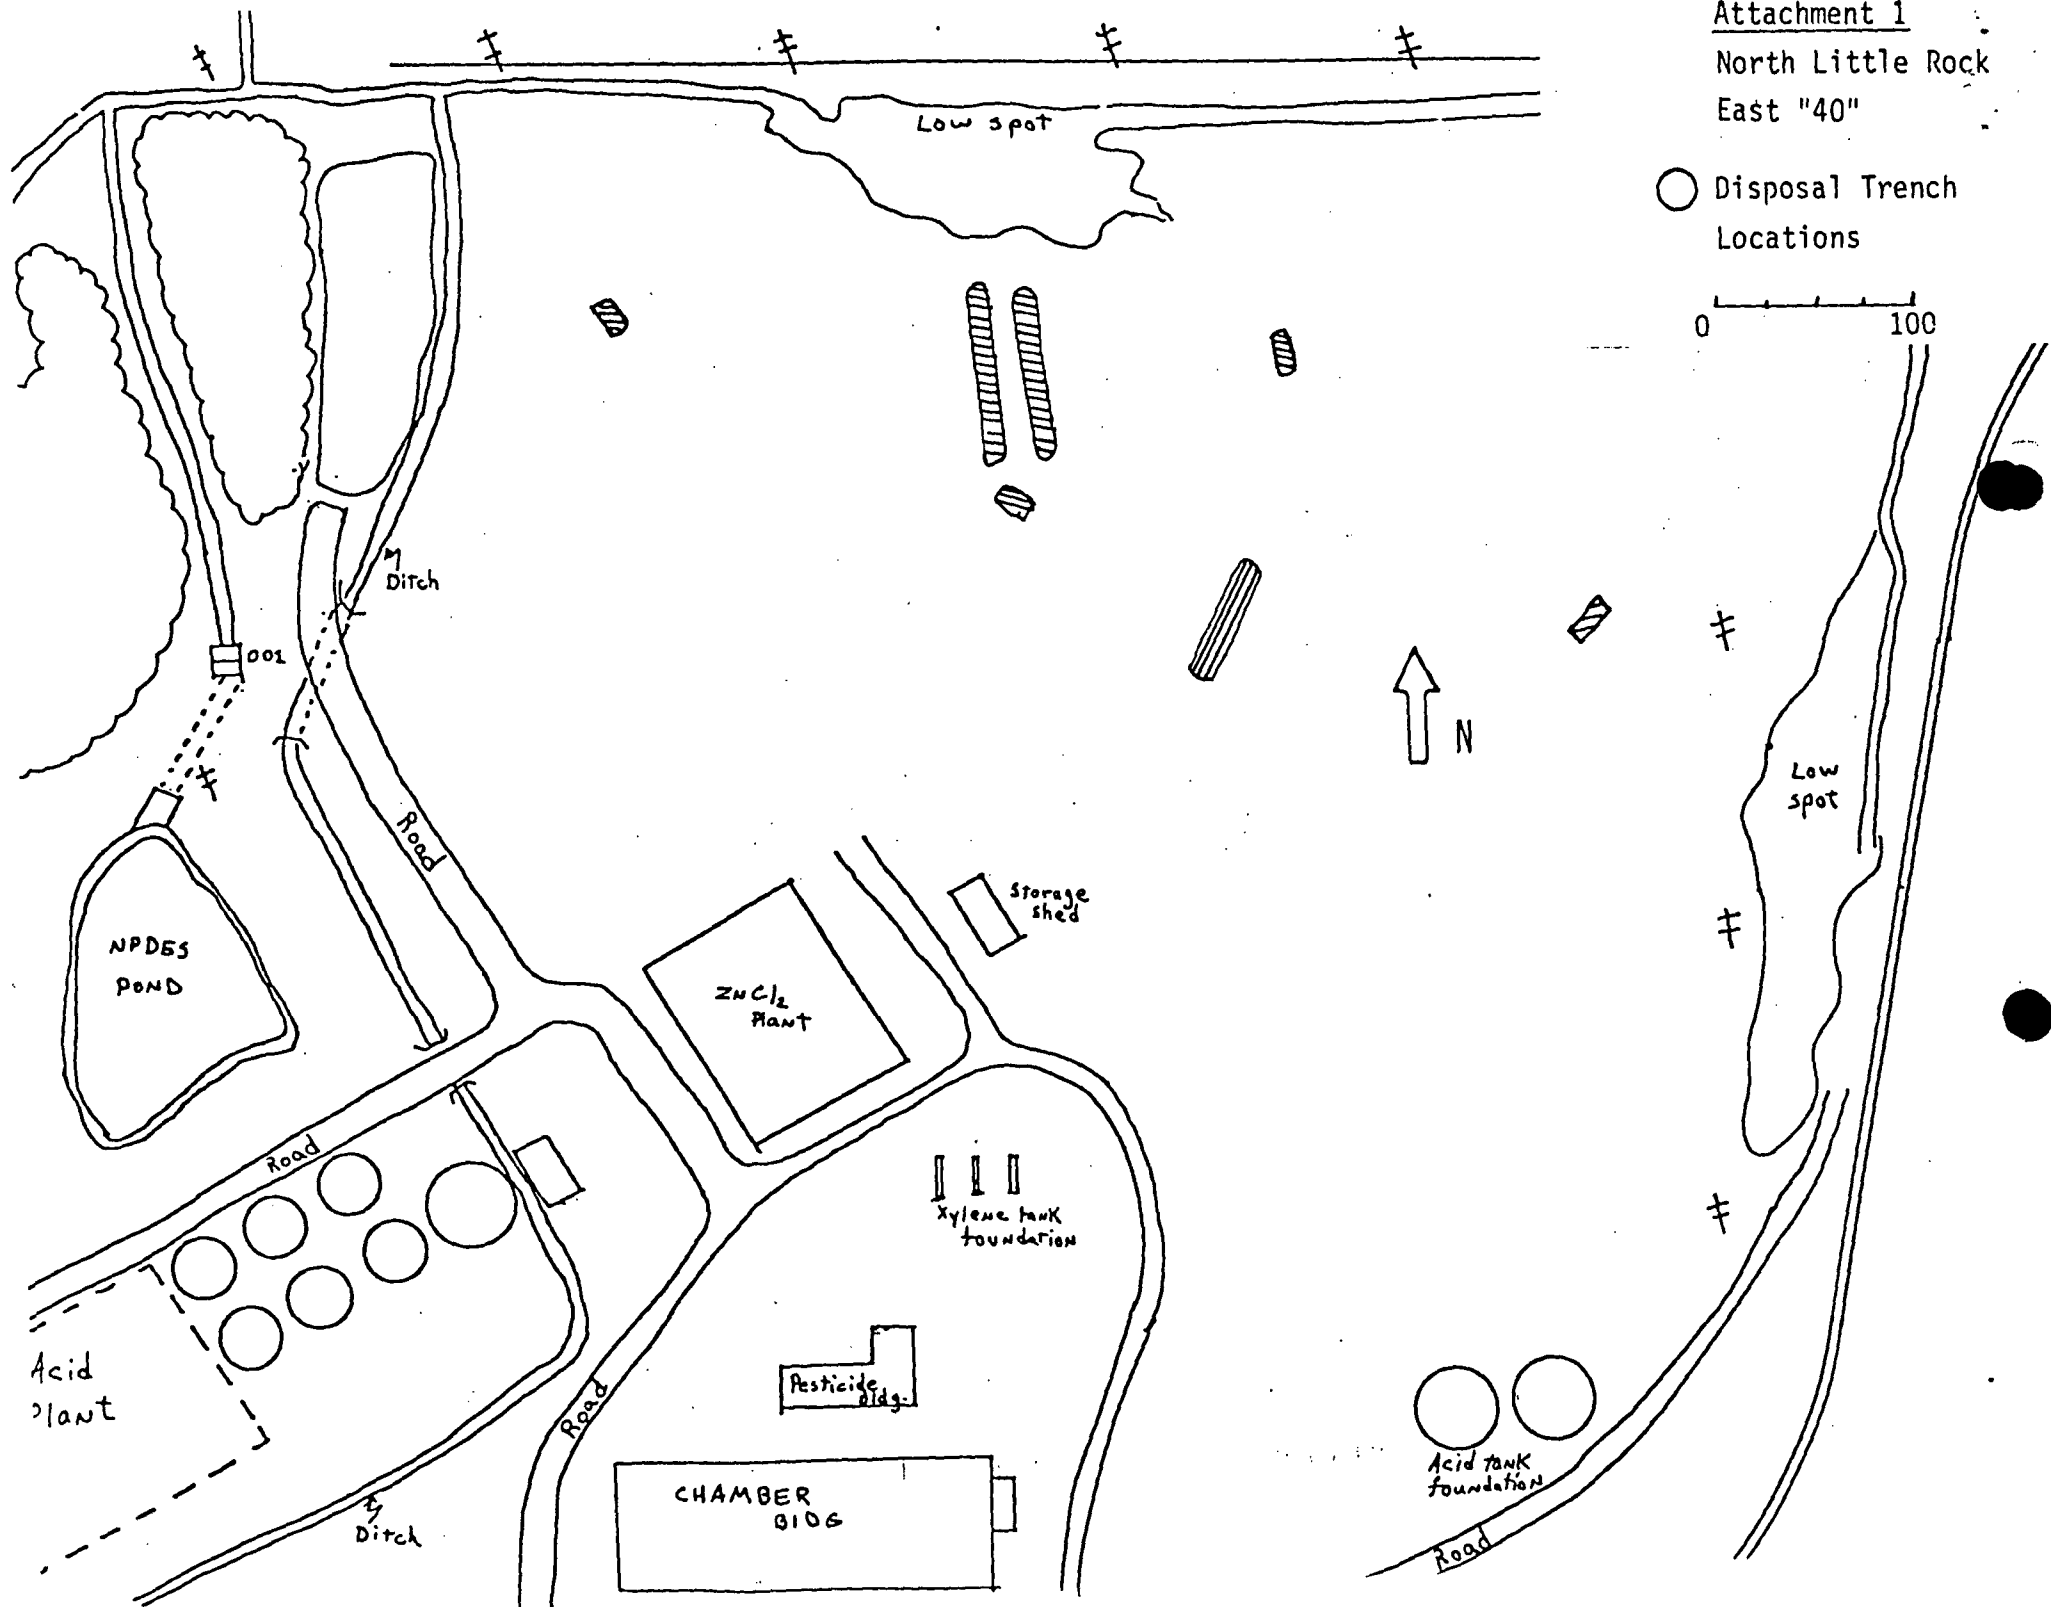 Attachment 1
North Little Rock
East "40"
Disposal Trench
Locations
0 100
Low spot
Ditch
001
N
Low
spot
Road
Storage
shed
NPDES
POND
ZNCl2
Plant
Road
Xylene tank
foundation
Acid
Plant
Pesticide
bldg.
Road
Acid tank
foundation
CHAMBER
BLDG
Ditch
Road